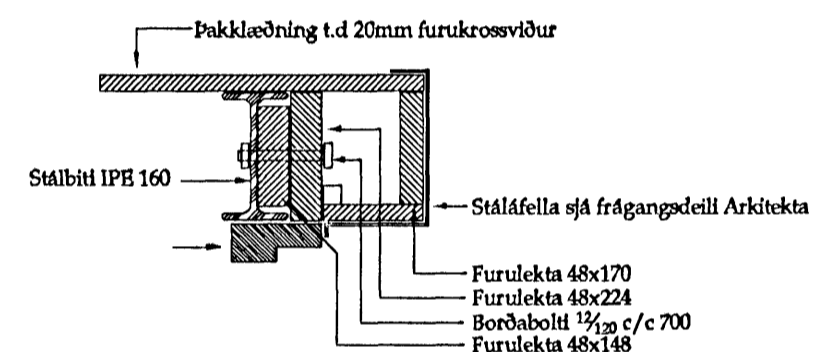 Þakklæðning t.d 20mm furukrossviður
Stálbiti IPE 160
Stáláfella sjá frágangsdeili Arkitekta
Furulekta 48x170
Furulekta 48x224
Borðabolti 12/120 c/c 700
Furulekta 48x148